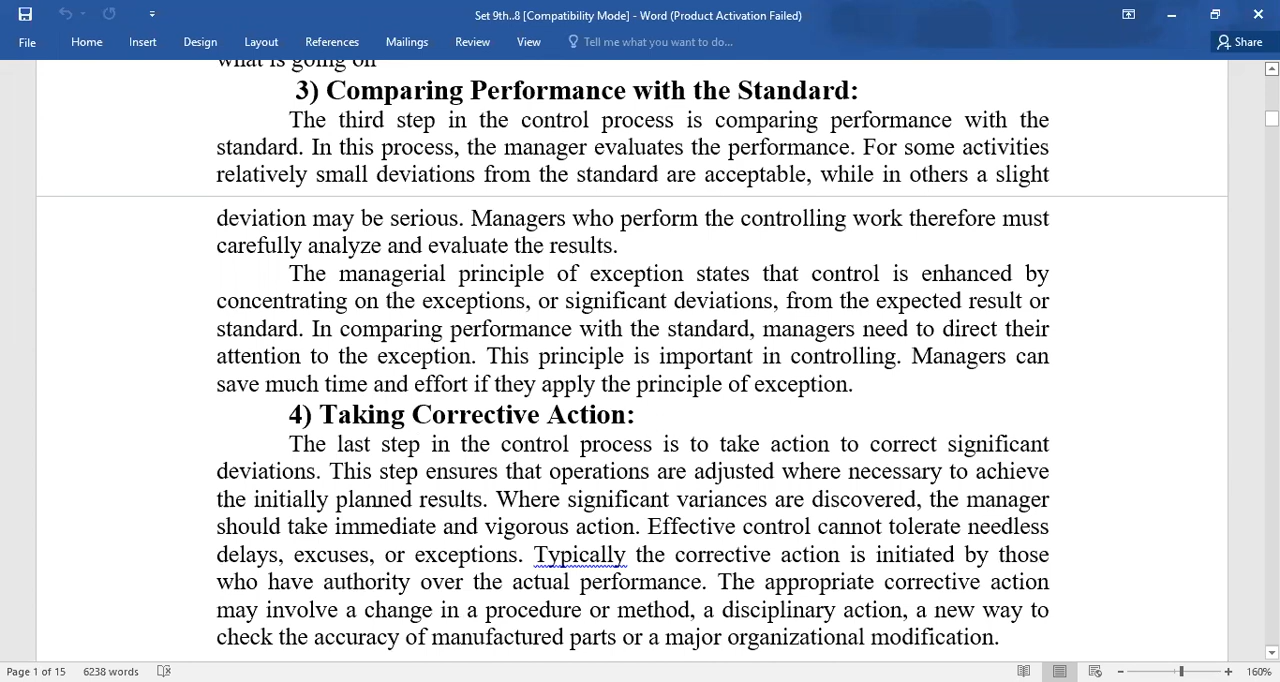 Set 9th..8 [Compatibility Mode] - Word (Product Activation Failed)
File Home Insert Design Layout References Mailings Review View Tell me what you want to do... Share
what is going on
3) Comparing Performance with the Standard:
The third step in the control process is comparing performance with the
standard. In this process, the manager evaluates the performance. For some activities
relatively small deviations from the standard are acceptable, while in others a slight
deviation may be serious. Managers who perform the controlling work therefore must
carefully analyze and evaluate the results.
The managerial principle of exception states that control is enhanced by
concentrating on the exceptions, or significant deviations, from the expected result or
standard. In comparing performance with the standard, managers need to direct their
attention to the exception. This principle is important in controlling. Managers can
save much time and effort if they apply the principle of exception.
4) Taking Corrective Action:
The last step in the control process is to take action to correct significant
deviations. This step ensures that operations are adjusted where necessary to achieve
the initially planned results. Where significant variances are discovered, the manager
should take immediate and vigorous action. Effective control cannot tolerate needless
delays, excuses, or exceptions. Typically the corrective action is initiated by those
who have authority over the actual performance. The appropriate corrective action
may involve a change in a procedure or method, a disciplinary action, a new way to
check the accuracy of manufactured parts or a major organizational modification.
Page 1 of 15 6238 words 160%